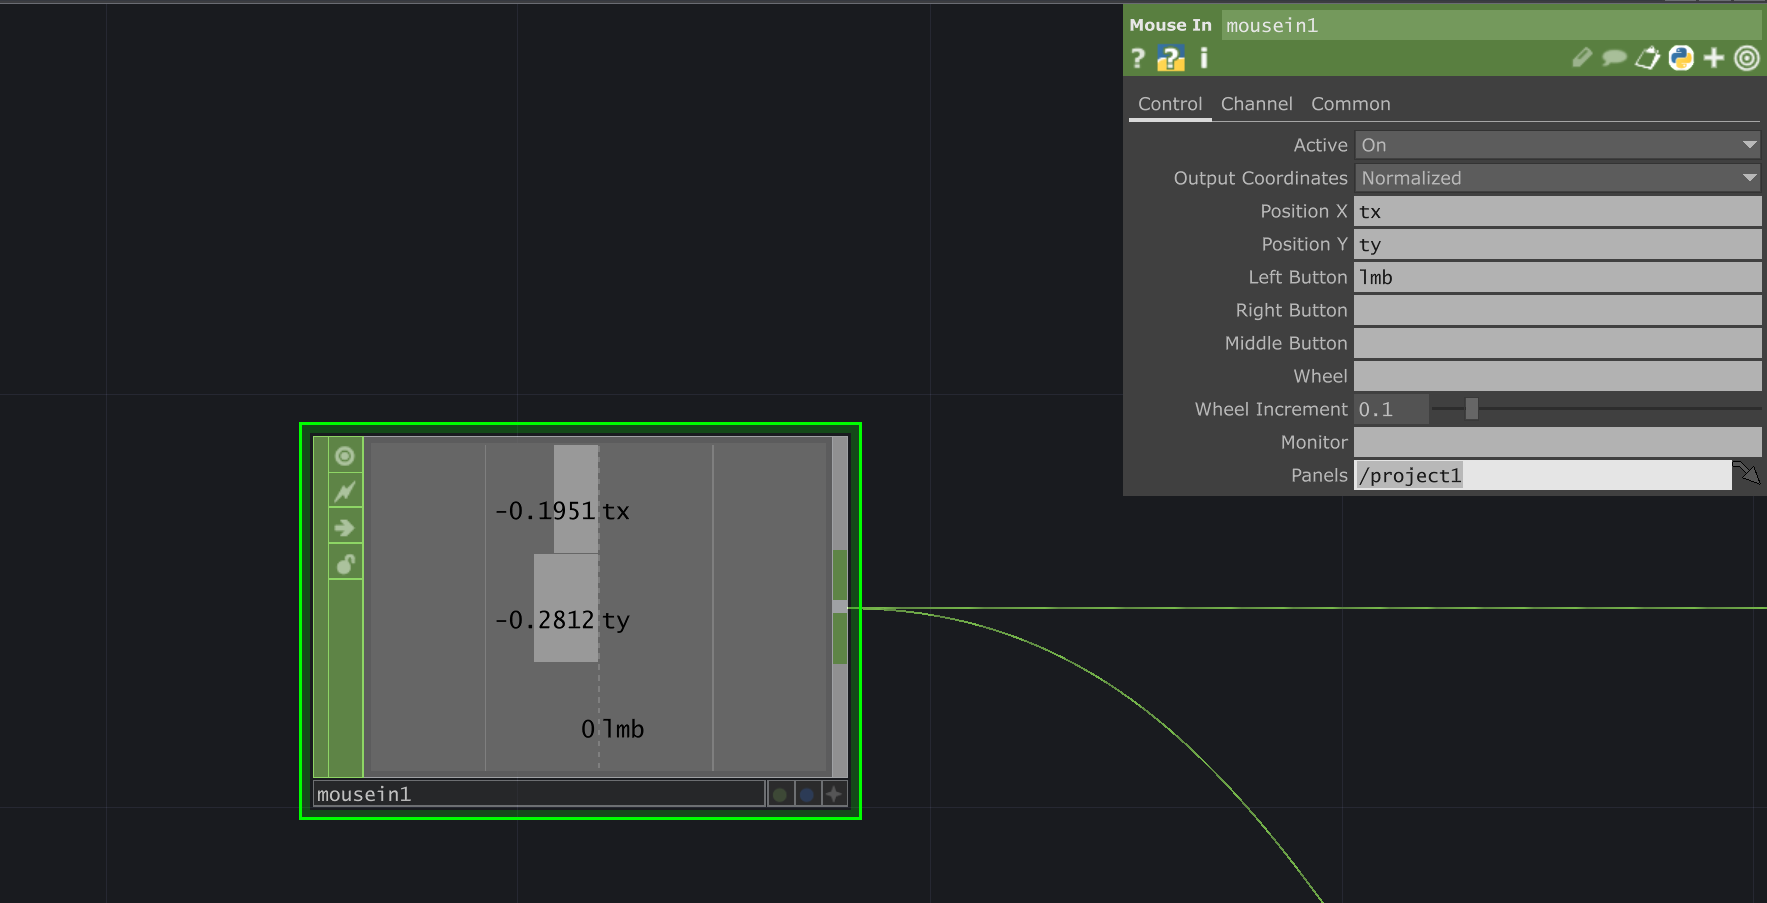 Mouse In mousein1
? ? i
Control Channel Common
Active On
Output Coordinates Normalized
Position X tx
Position Y ty
Left Button lmb
Right Button
Middle Button
Wheel
Wheel Increment 0.1
Monitor
Panels /project1
-0.1951 tx
-0.2812 ty
0 lmb
mousein1